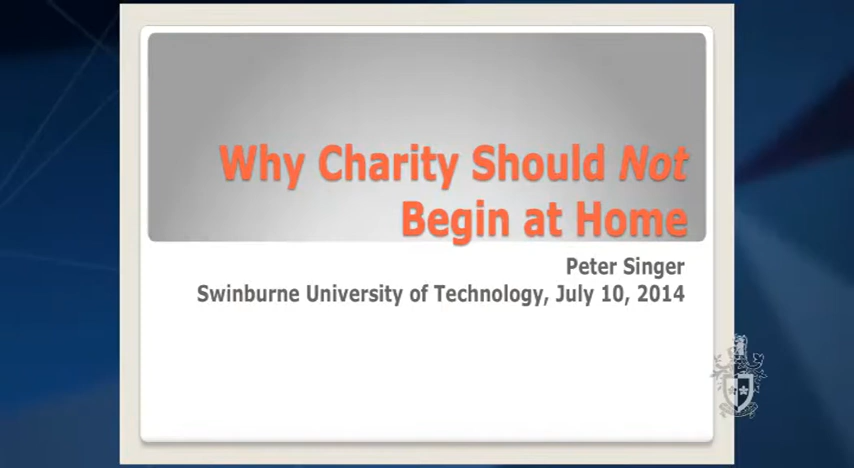 Why Charity Should Not
Begin at Home
Peter Singer
Swinburne University of Technology, July 10, 2014